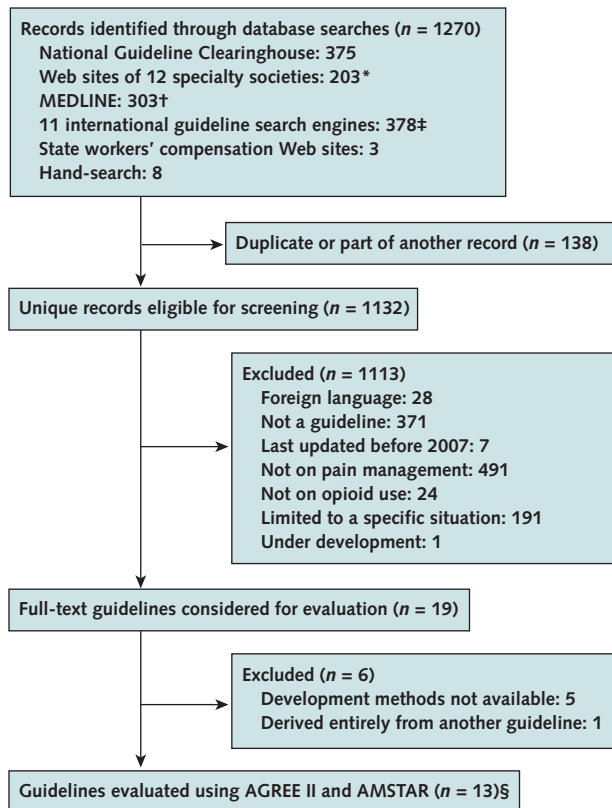 Records identified through database searches (n = 1270)
National Guideline Clearinghouse: 375
Web sites of 12 specialty societies: 203*
MEDLINE: 303†
11 international guideline search engines: 378‡
State workers' compensation Web sites: 3
Hand-search: 8
Duplicate or part of another record (n = 138)
Unique records eligible for screening (n = 1132)
Excluded (n = 1113)
Foreign language: 28
Not a guideline: 371
Last updated before 2007: 7
Not on pain management: 491
Not on opioid use: 24
Limited to a specific situation: 191
Under development: 1
Full-text guidelines considered for evaluation (n = 19)
Excluded (n = 6)
Development methods not available: 5
Derived entirely from another guideline: 1
Guidelines evaluated using AGREE II and AMSTAR (n = 13)§